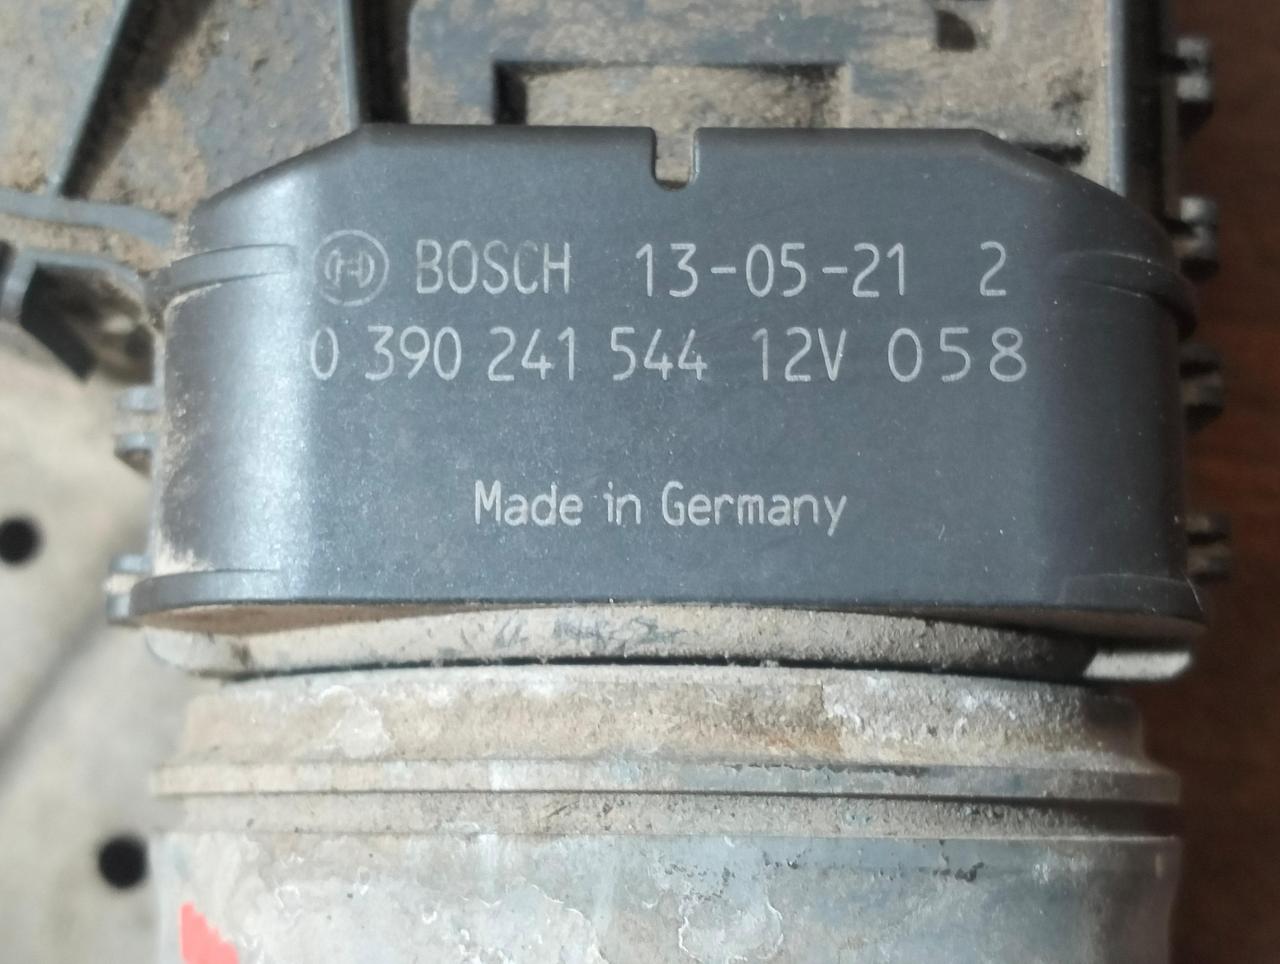 BOSCH 13-05-21 2
0 390 241 544 12V 058
Made in Germany